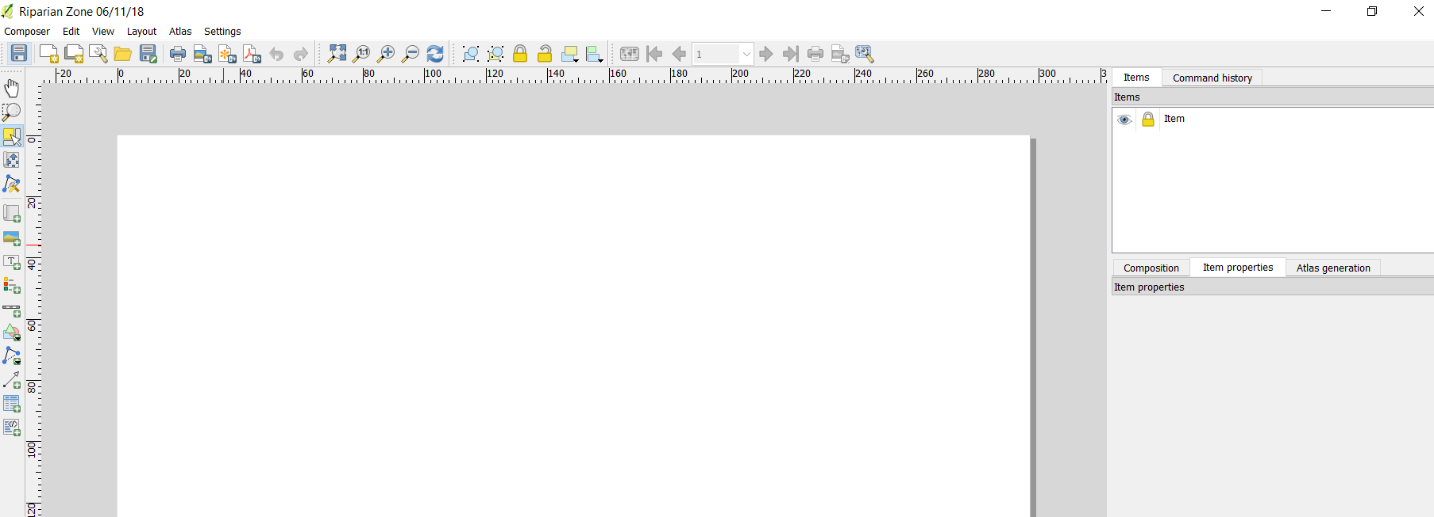 Riparian Zone 06/11/18
Composer Edit View Layout Atlas Settings
1:1 1
-20 0 20 40 60 80 100 120 140 160 180 200 220 240 260 280 300 3
Items Command history
Items
Item
0
20
40
60
80
100
120
Composition Item properties Atlas generation
Item properties